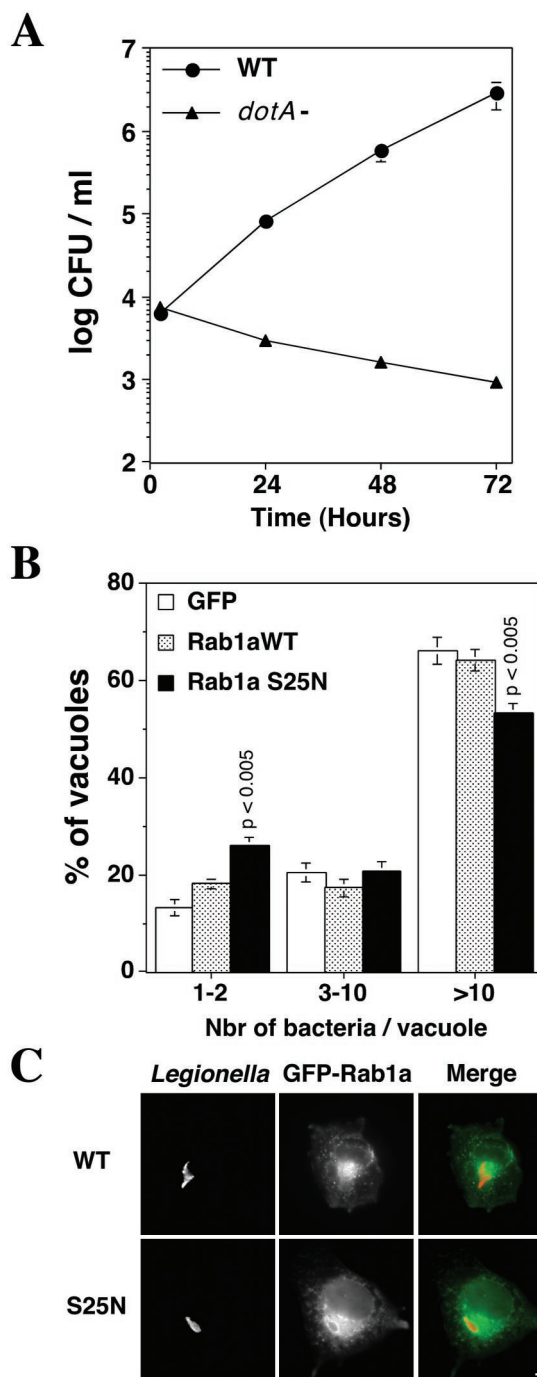 A
7
WT
dotA-
6
5
4
3
2
log CFU / ml
0 24 48 72
Time (Hours)
B
80
GFP
Rab1aWT
Rab1a S25N
60
40
20
0
% of vacuoles
p < 0.005
p < 0.005
1-2 3-10 >10
Nbr of bacteria / vacuole
C
Legionella GFP-Rab1a Merge
WT
S25N